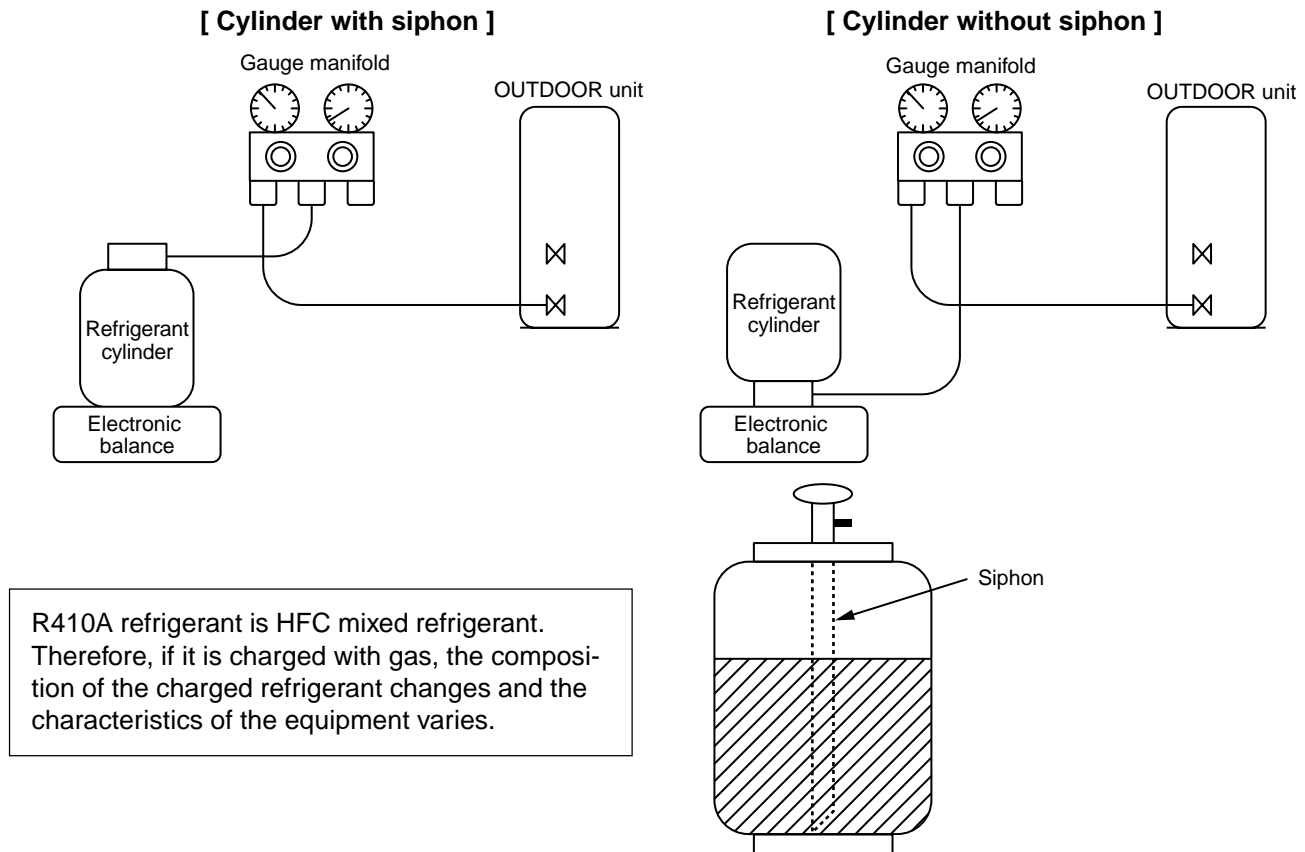 [ Cylinder with siphon ]
Gauge manifold
OUTDOOR unit
Refrigerant
cylinder
Electronic
balance
[ Cylinder without siphon ]
Gauge manifold
OUTDOOR unit
Refrigerant
cylinder
Electronic
balance
Siphon
R410A refrigerant is HFC mixed refrigerant.
Therefore, if it is charged with gas, the composi-
tion of the charged refrigerant changes and the
characteristics of the equipment varies.